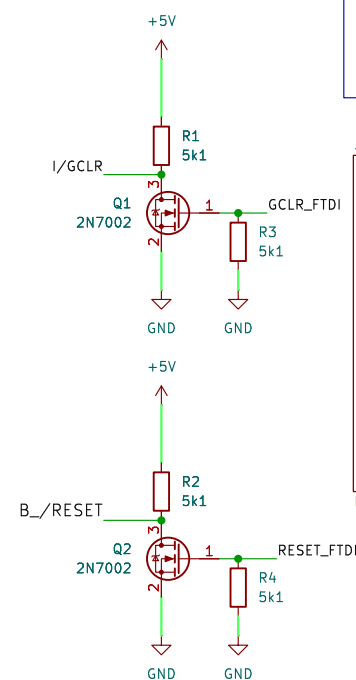 +5V
R1
5k1
I/GCLR
3
Q1
2N7002
1
GCLR_FTDI
R3
5k1
2
GND
GND
+5V
R2
5k1
B_/RESET
3
Q2
2N7002
1
RESET_FTDI
R4
5k1
2
GND
GND